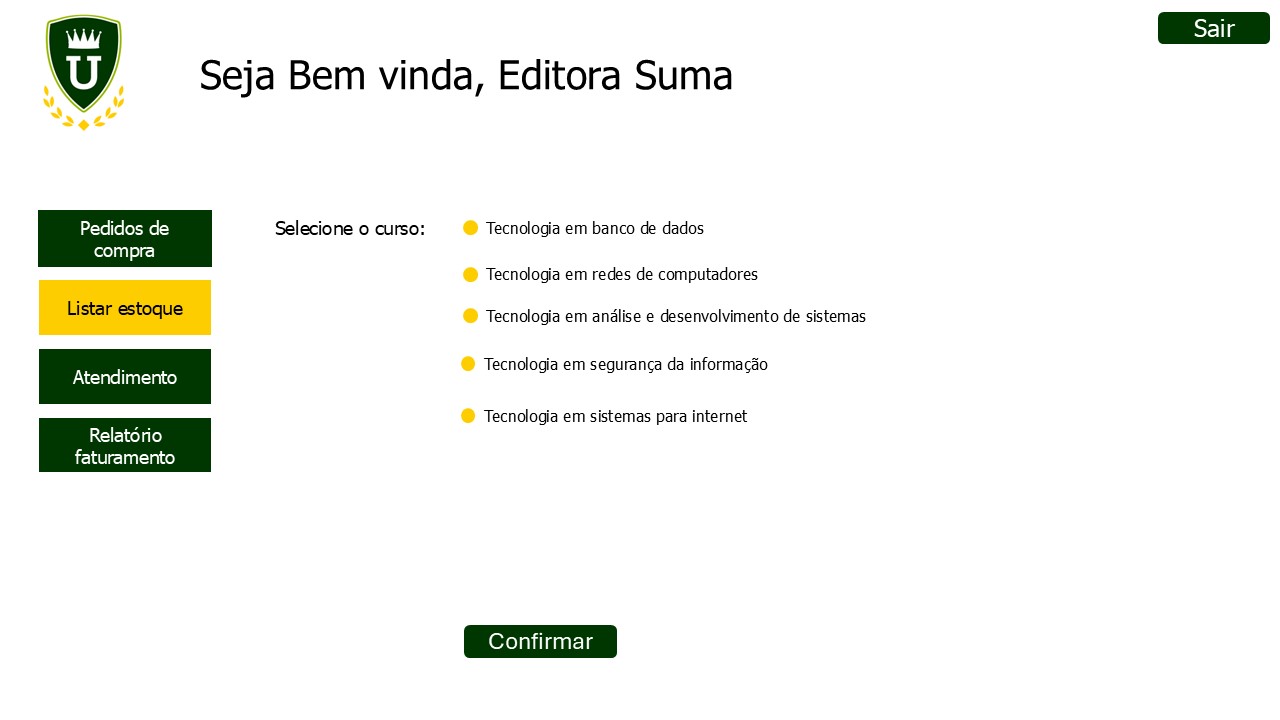 Sair
U
Seja Bem vinda, Editora Suma
Pedidos de
compra
Listar estoque
Atendimento
Relatório
faturamento
Selecione o curso:
Tecnologia em banco de dados
Tecnologia em redes de computadores
Tecnologia em análise e desenvolvimento de sistemas
Tecnologia em segurança da informação
Tecnologia em sistemas para internet
Confirmar